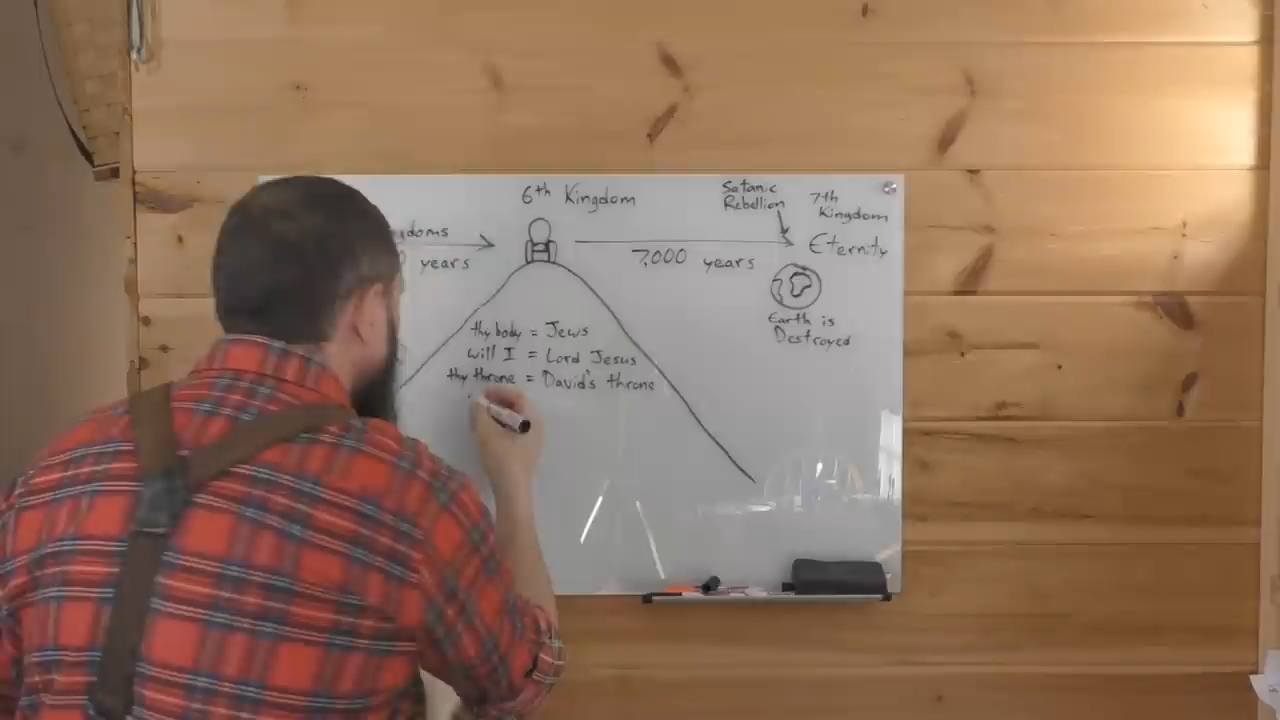 6th Kingdom
Satanic
Rebellion
7th
Kingdom
years
7,000 years
Eternity
Earth is
Destroyed
thy body = Jews
will I = Lord Jesus
thy throne = David's throne